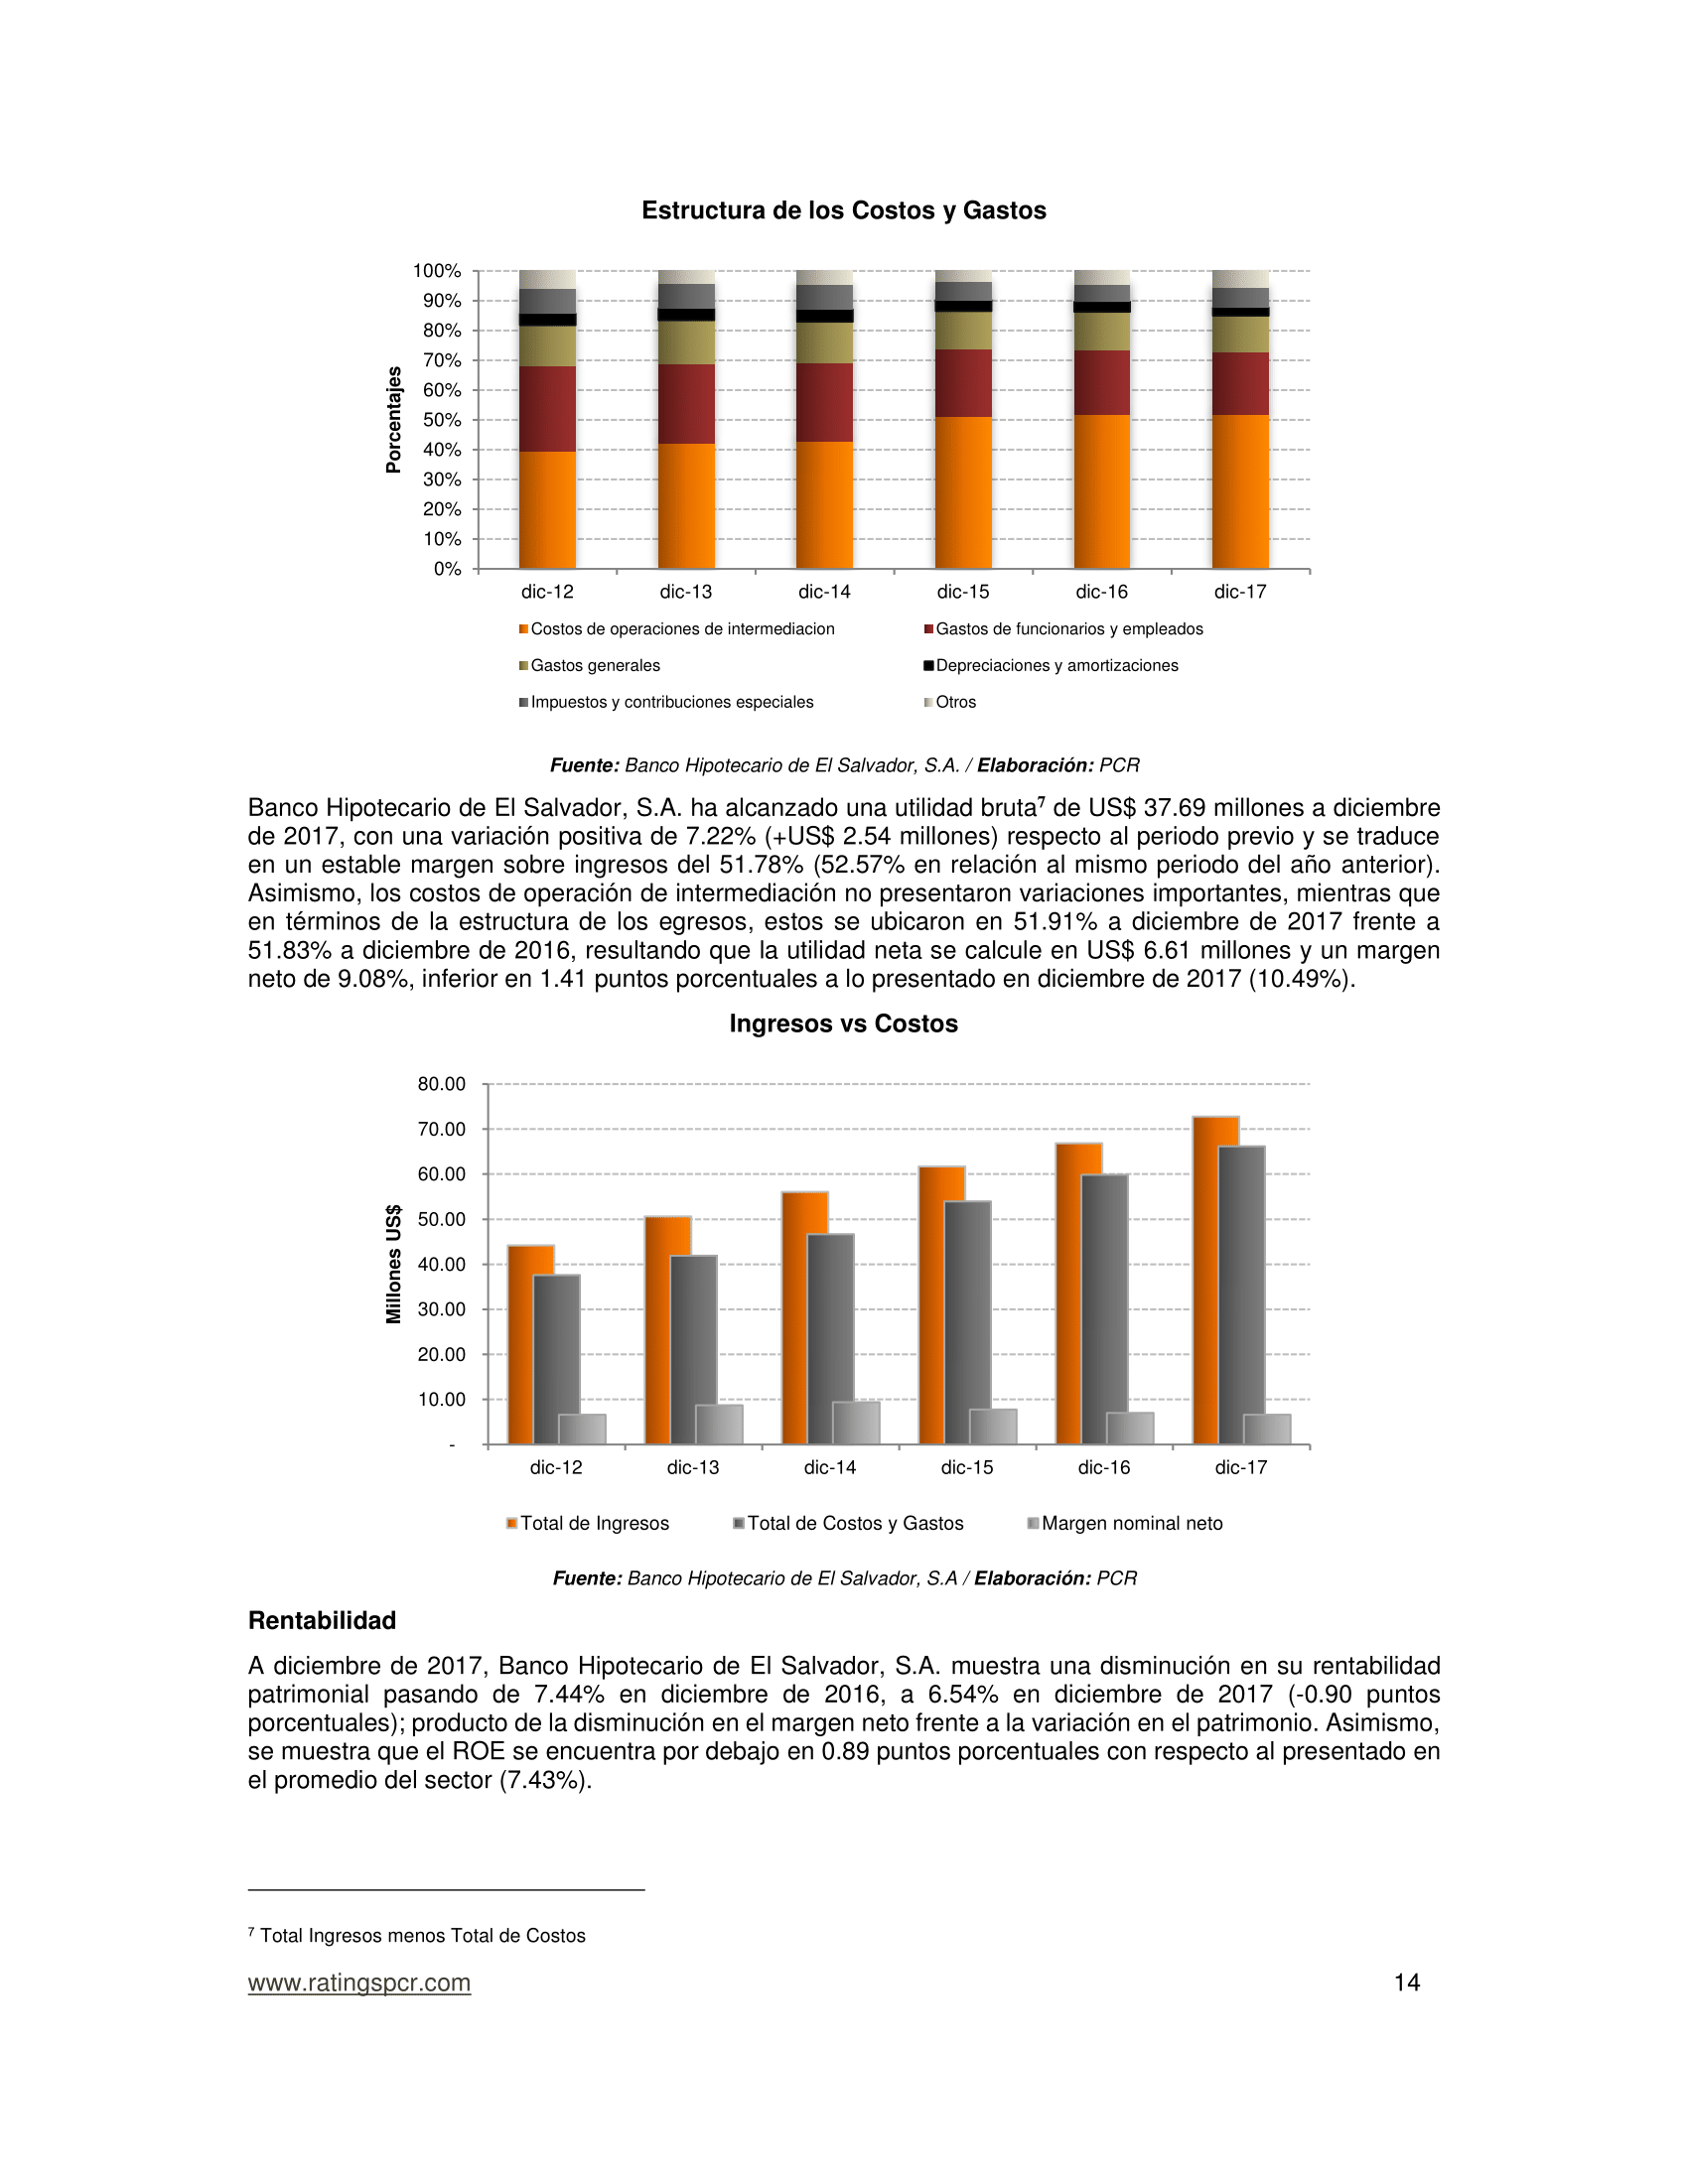 Estructura de los Costos y Gastos
100%
90%
80%
70%
60%
50%
40%
30%
20%
10%
0%
Porcentajes
dic-12 dic-13 dic-14 dic-15 dic-16 dic-17
Costos de operaciones de intermediacion Gastos de funcionarios y empleados
Gastos generales Depreciaciones y amortizaciones
Impuestos y contribuciones especiales Otros
Fuente: Banco Hipotecario de El Salvador, S.A. / Elaboración: PCR
Banco Hipotecario de El Salvador, S.A. ha alcanzado una utilidad bruta⁷ de US$ 37.69 millones a diciembre
de 2017, con una variación positiva de 7.22% (+US$ 2.54 millones) respecto al periodo previo y se traduce
en un estable margen sobre ingresos del 51.78% (52.57% en relación al mismo periodo del año anterior).
Asimismo, los costos de operación de intermediación no presentaron variaciones importantes, mientras que
en términos de la estructura de los egresos, estos se ubicaron en 51.91% a diciembre de 2017 frente a
51.83% a diciembre de 2016, resultando que la utilidad neta se calcule en US$ 6.61 millones y un margen
neto de 9.08%, inferior en 1.41 puntos porcentuales a lo presentado en diciembre de 2017 (10.49%).
Ingresos vs Costos
80.00
70.00
60.00
50.00
40.00
30.00
20.00
10.00
-
Millones US$
dic-12 dic-13 dic-14 dic-15 dic-16 dic-17
Total de Ingresos Total de Costos y Gastos Margen nominal neto
Fuente: Banco Hipotecario de El Salvador, S.A / Elaboración: PCR
Rentabilidad
A diciembre de 2017, Banco Hipotecario de El Salvador, S.A. muestra una disminución en su rentabilidad
patrimonial pasando de 7.44% en diciembre de 2016, a 6.54% en diciembre de 2017 (-0.90 puntos
porcentuales); producto de la disminución en el margen neto frente a la variación en el patrimonio. Asimismo,
se muestra que el ROE se encuentra por debajo en 0.89 puntos porcentuales con respecto al presentado en
el promedio del sector (7.43%).
⁷ Total Ingresos menos Total de Costos
www.ratingspcr.com 14